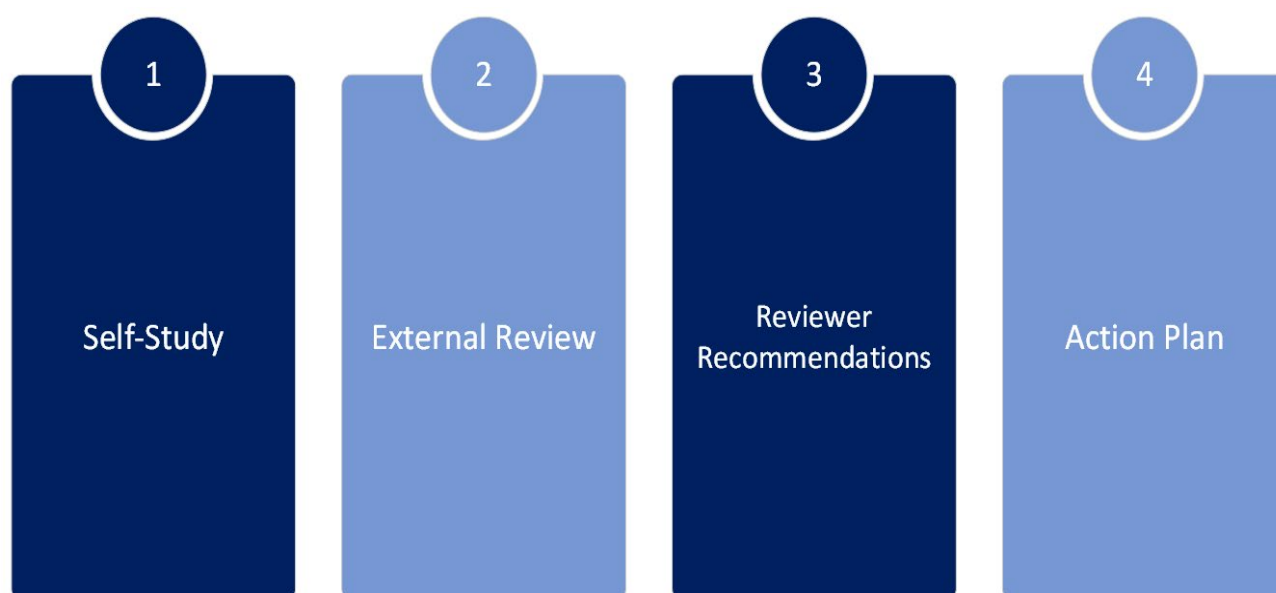 1
Self-Study
2
External Review
3
Reviewer
Recommendations
4
Action Plan